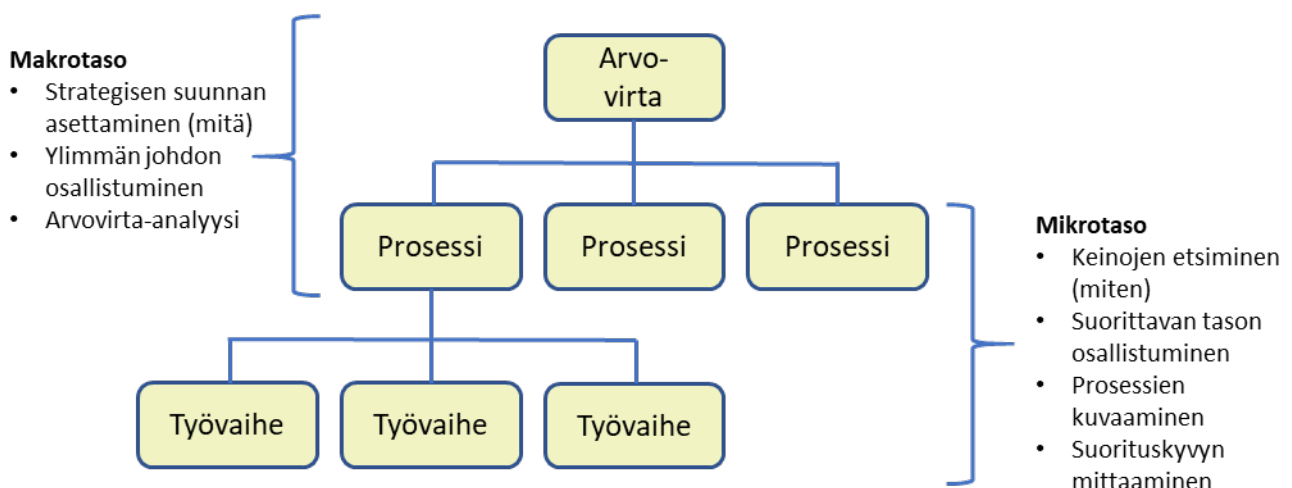 Makrotaso
• Strategisen suunnan
asettaminen (mitä)
• Ylimmän johdon
osallistuminen
• Arvovirta-analyysi
Arvo-
virta
Prosessi
Prosessi
Prosessi
Työvaihe
Työvaihe
Työvaihe
Mikrotaso
• Keinojen etsiminen
(miten)
• Suorittavan tason
osallistuminen
• Prosessien
kuvaaminen
• Suorituskyvyn
mittaaminen